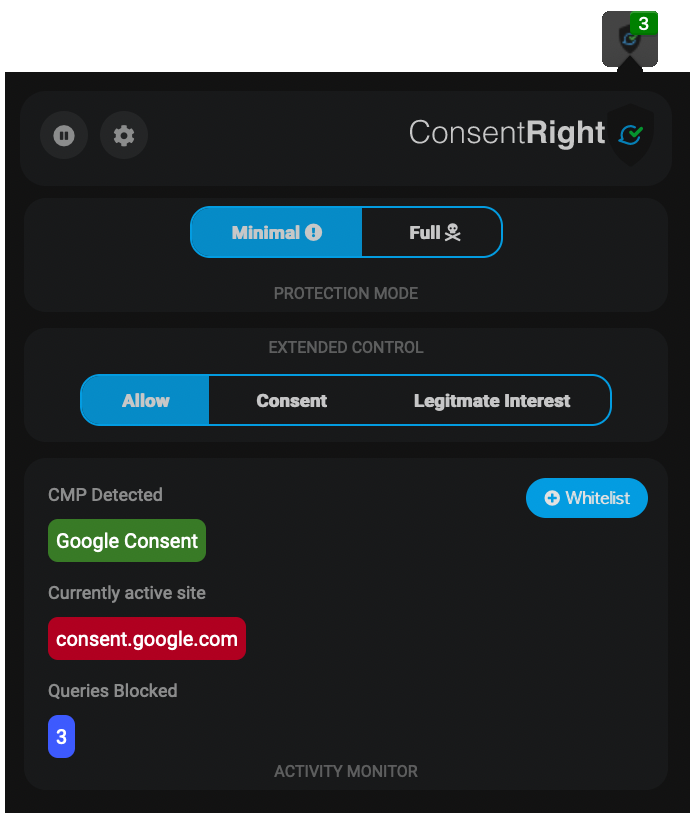 3
ConsentRight
Minimal Full
PROTECTION MODE
EXTENDED CONTROL
Allow Consent Legitmate Interest
CMP Detected
Whitelist
Google Consent
Currently active site
consent.google.com
Queries Blocked
3
ACTIVITY MONITOR